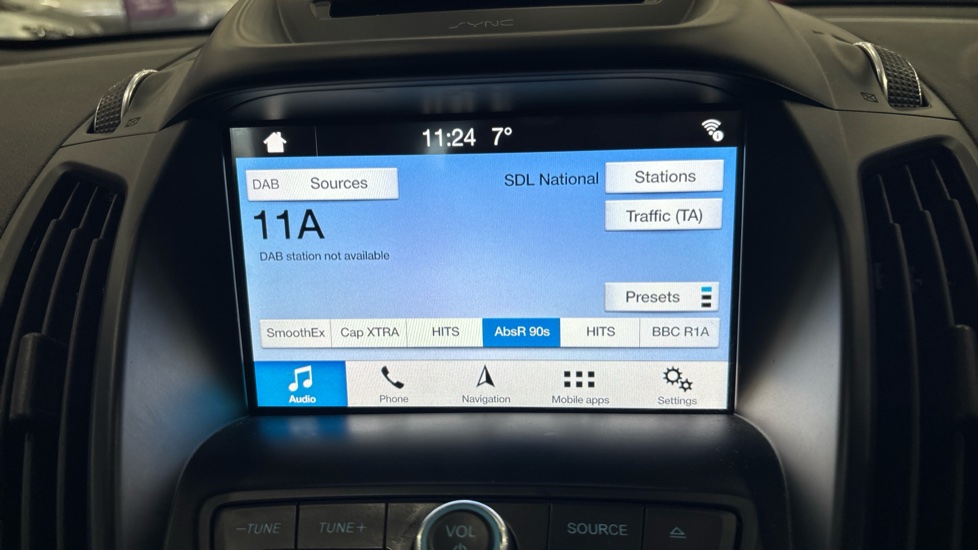 SYNC
11:24 7°
DAB Sources SDL National Stations
11A Traffic (TA)
DAB station not available
Presets
SmoothEx Cap XTRA HITS AbsR 90s HITS BBC R1A
Audio Phone Navigation Mobile apps Settings
−TUNE TUNE+ VOL SOURCE